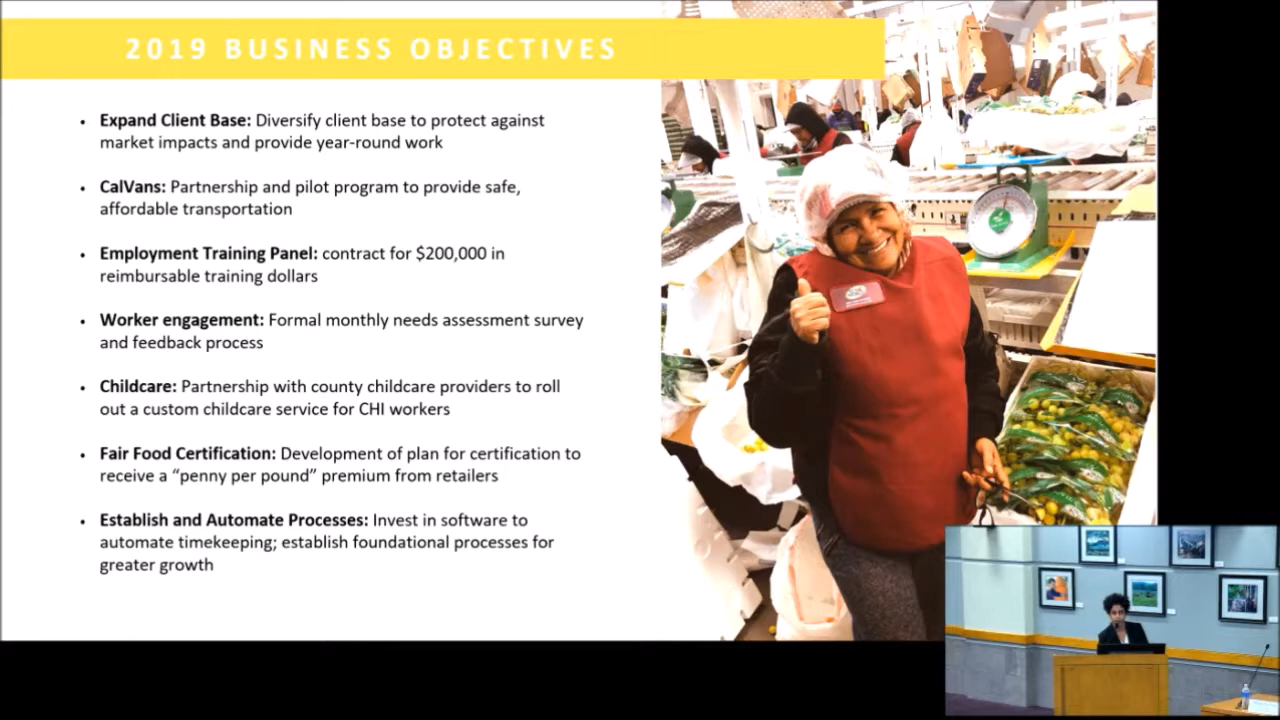 2019 BUSINESS OBJECTIVES
• Expand Client Base: Diversify client base to protect against
market impacts and provide year-round work
• CalVans: Partnership and pilot program to provide safe,
affordable transportation
• Employment Training Panel: contract for $200,000 in
reimbursable training dollars
• Worker engagement: Formal monthly needs assessment survey
and feedback process
• Childcare: Partnership with county childcare providers to roll
out a custom childcare service for CHI workers
• Fair Food Certification: Development of plan for certification to
receive a “penny per pound” premium from retailers
• Establish and Automate Processes: Invest in software to
automate timekeeping; establish foundational processes for
greater growth